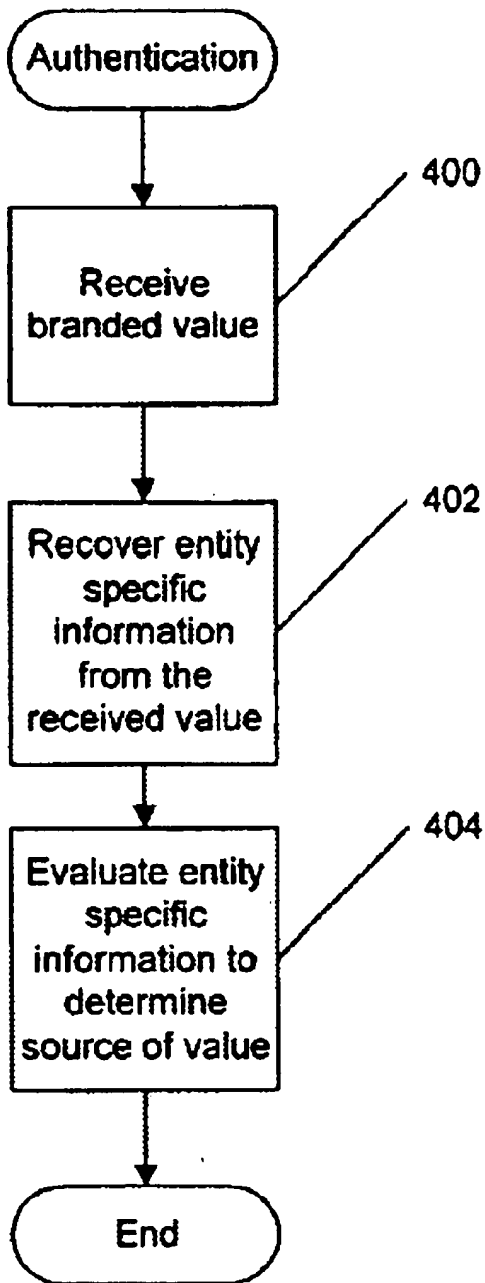 Authentication
400
Receive
branded value
402
Recover entity
specific
information
from the
received value
404
Evaluate entity
specific
information to
determine
source of value
End